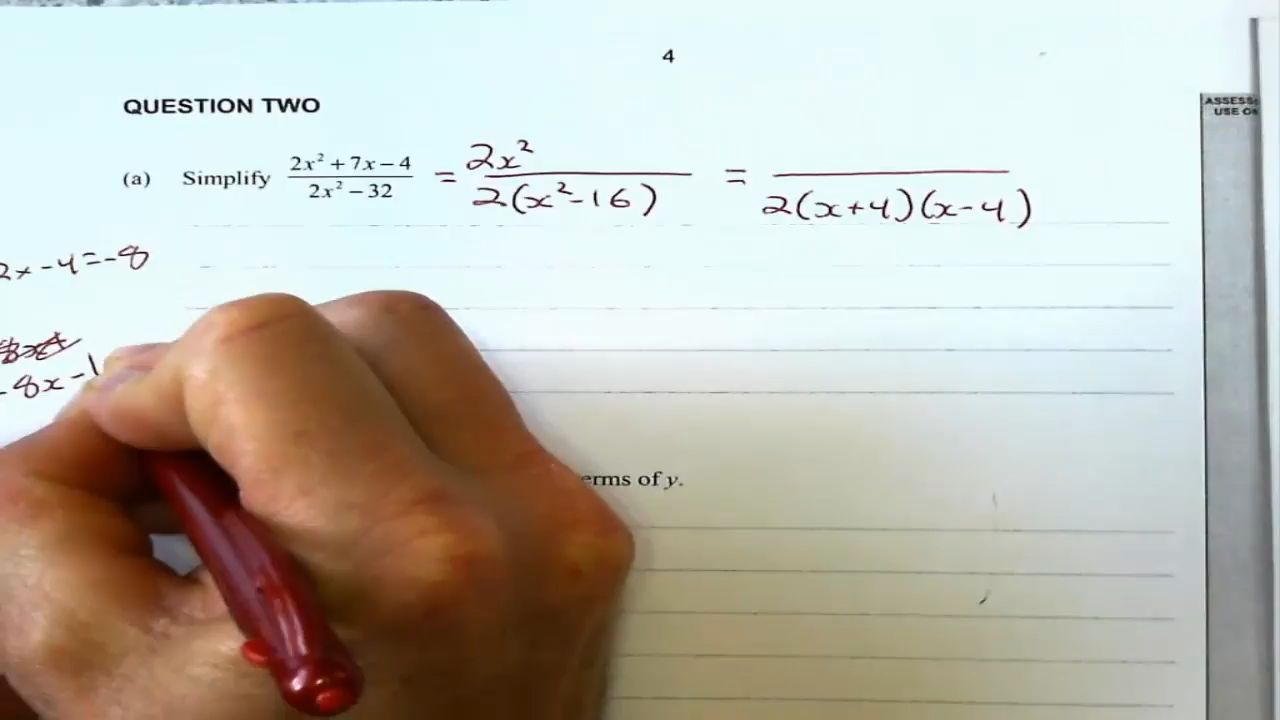 4
QUESTION TWO
ASSESS
USE O
(a) Simplify (2x² + 7x − 4)/(2x² − 32) = 2x²/2(x²-16) = /2(x+4)(x-4)
2x -4=-8
-8x-1
erms of y.